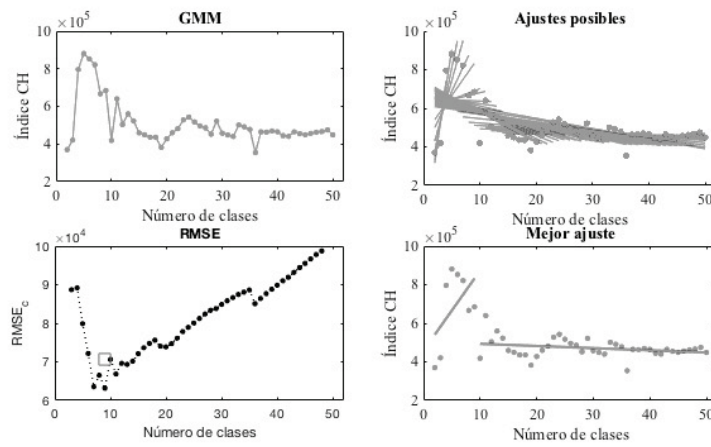 GMM
× 10⁵
10
8
6
4
2
Índice CH
0 10 20 30 40 50
Número de clases
Ajustes posibles
× 10⁵
10
8
6
4
2
Índice CH
0 10 20 30 40 50
Número de clases
RMSE
× 10⁴
10
9
8
7
6
RMSE_c
0 10 20 30 40 50
Número de clases
Mejor ajuste
× 10⁵
8
6
4
2
Índice CH
0 10 20 30 40 50
Número de clases